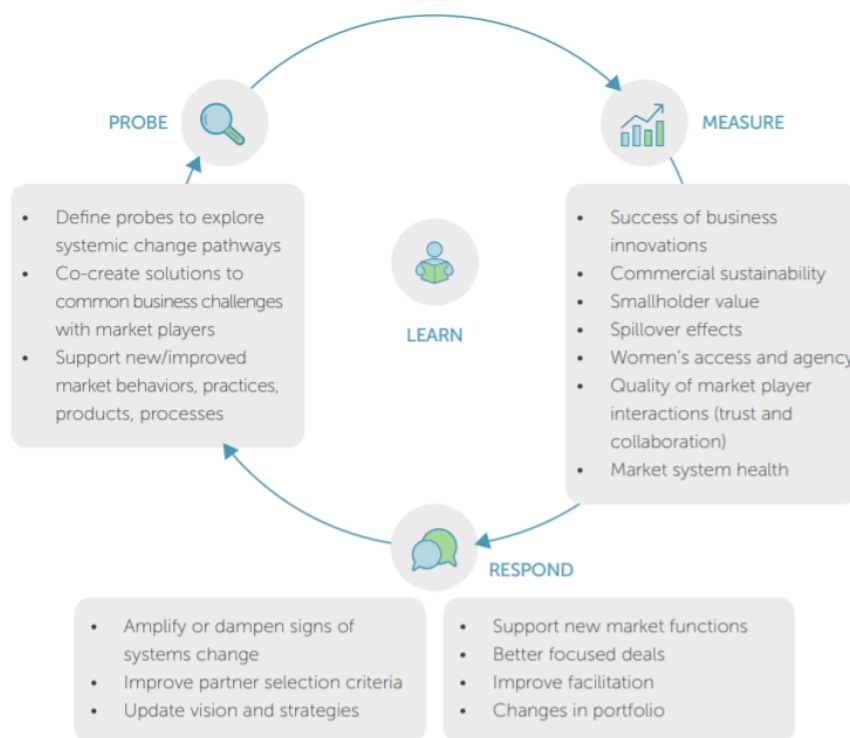 PROBE
• Define probes to explore
systemic change pathways
• Co-create solutions to
common business challenges
with market players
• Support new/improved
market behaviors, practices,
products, processes
MEASURE
• Success of business
innovations
• Commercial sustainability
• Smallholder value
• Spillover effects
• Women's access and agency
• Quality of market player
interactions (trust and
collaboration)
• Market system health
LEARN
RESPOND
• Amplify or dampen signs of
systems change
• Improve partner selection criteria
• Update vision and strategies
• Support new market functions
• Better focused deals
• Improve facilitation
• Changes in portfolio